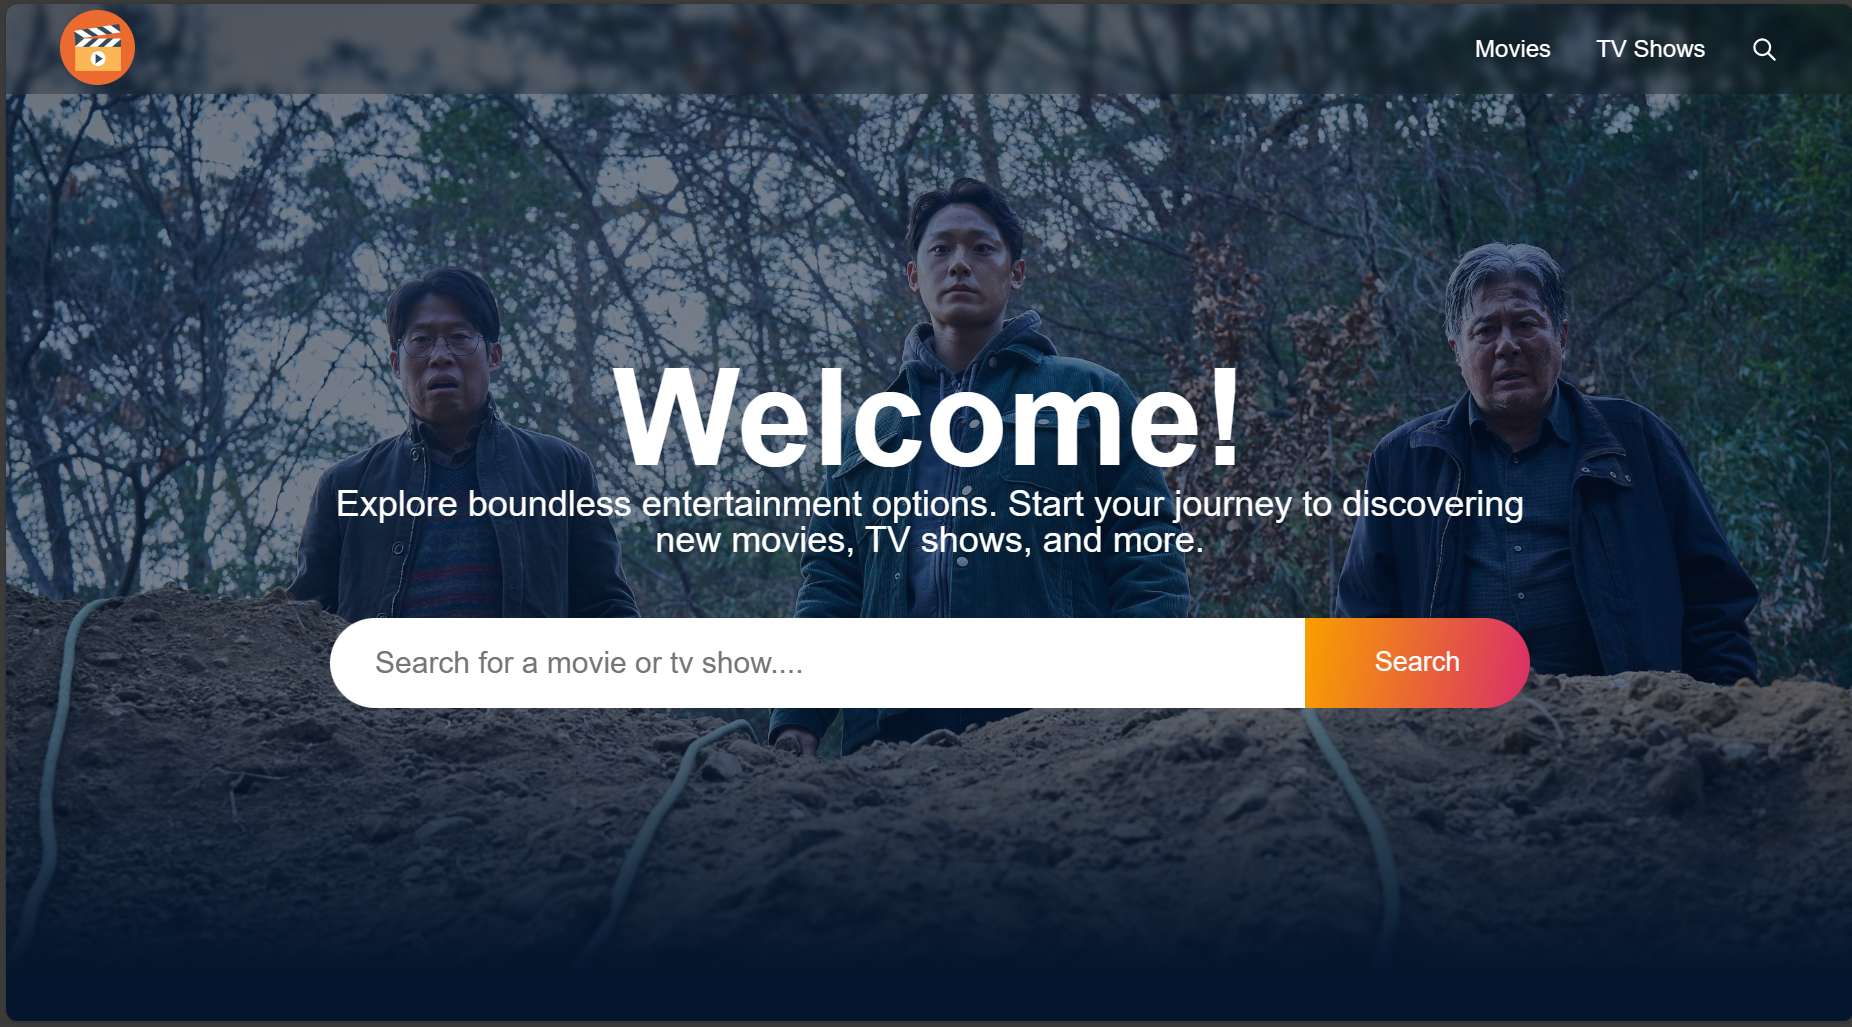 Movies TV Shows
Welcome!
Explore boundless entertainment options. Start your journey to discovering
new movies, TV shows, and more.
Search for a movie or tv show....
Search